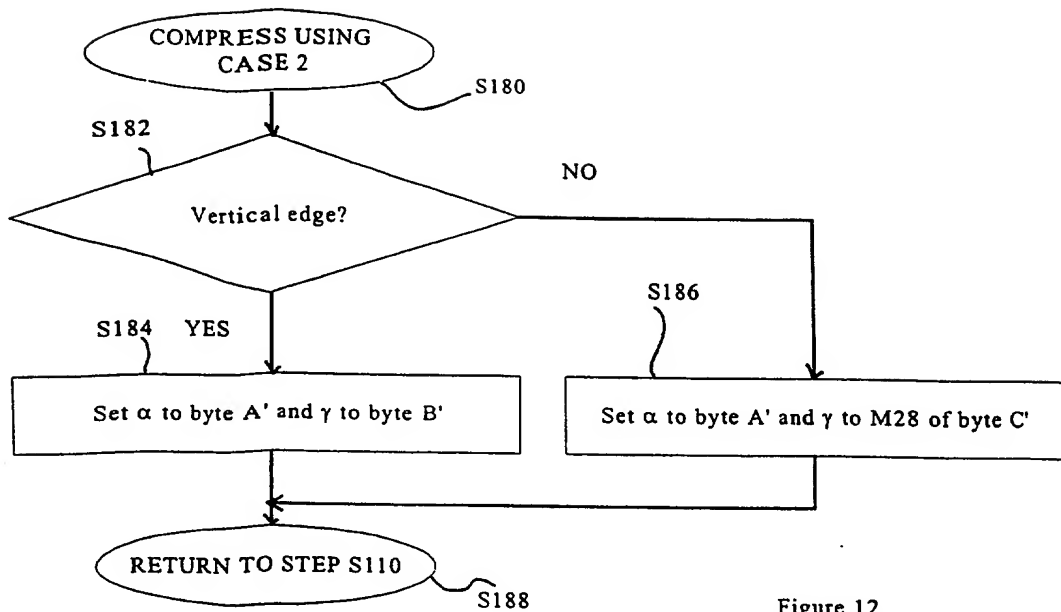 COMPRESS USING
CASE 2
S180
S182
NO
Vertical edge?
S186
S184 YES
Set α to byte A' and γ to byte B'
Set α to byte A' and γ to M28 of byte C'
RETURN TO STEP S110
S188
Figure 12